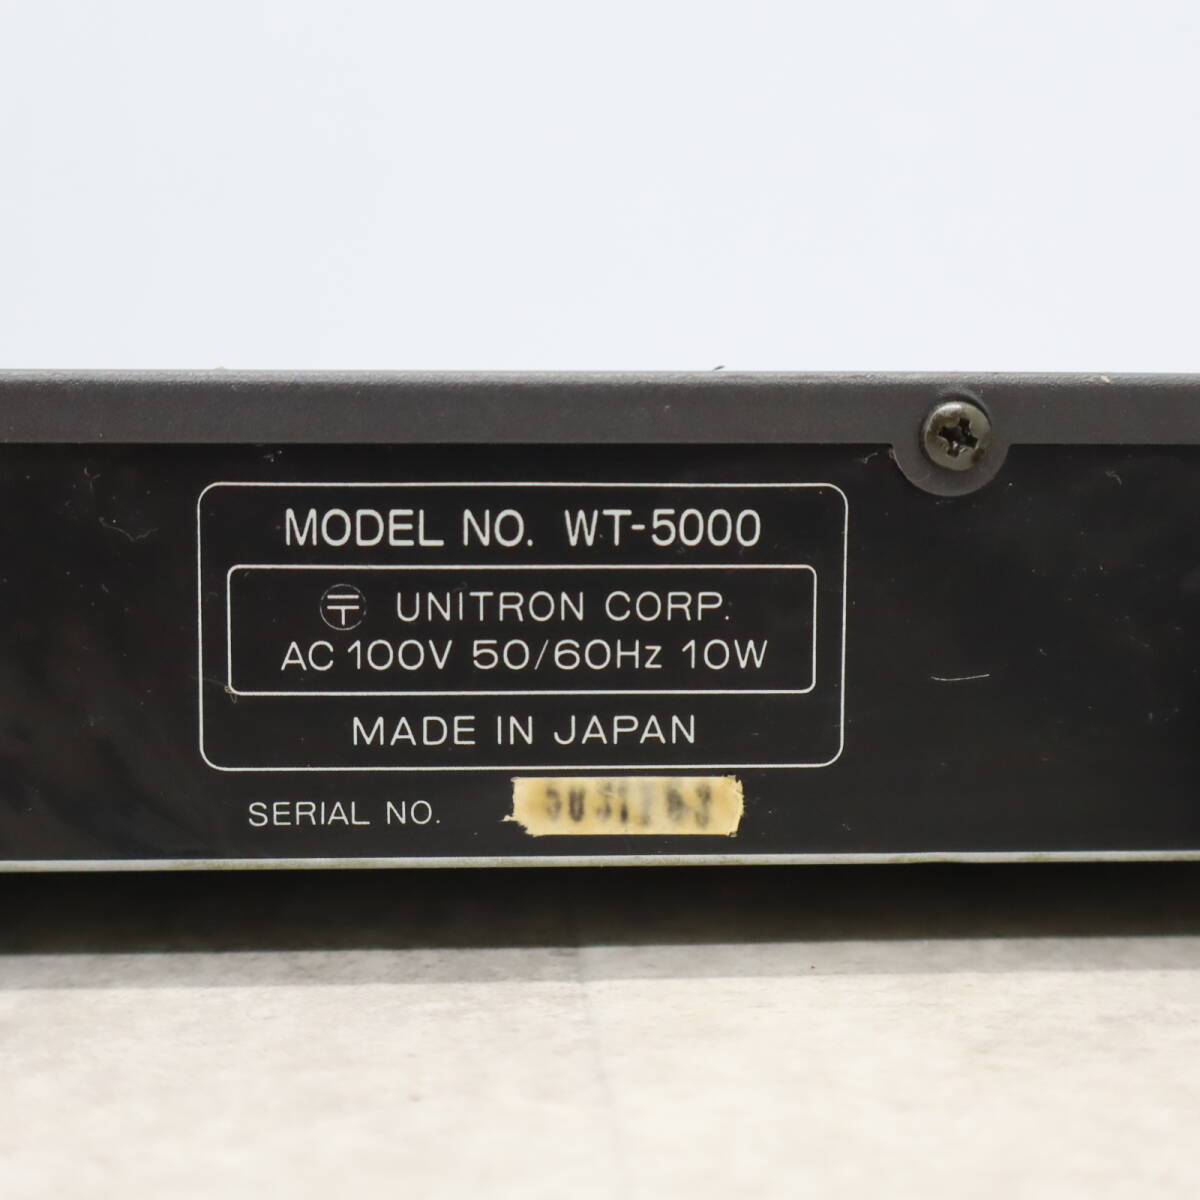 MODEL NO. WT-5000
〒 UNITRON CORP.
AC 100V 50/60Hz 10W
MADE IN JAPAN
SERIAL NO.